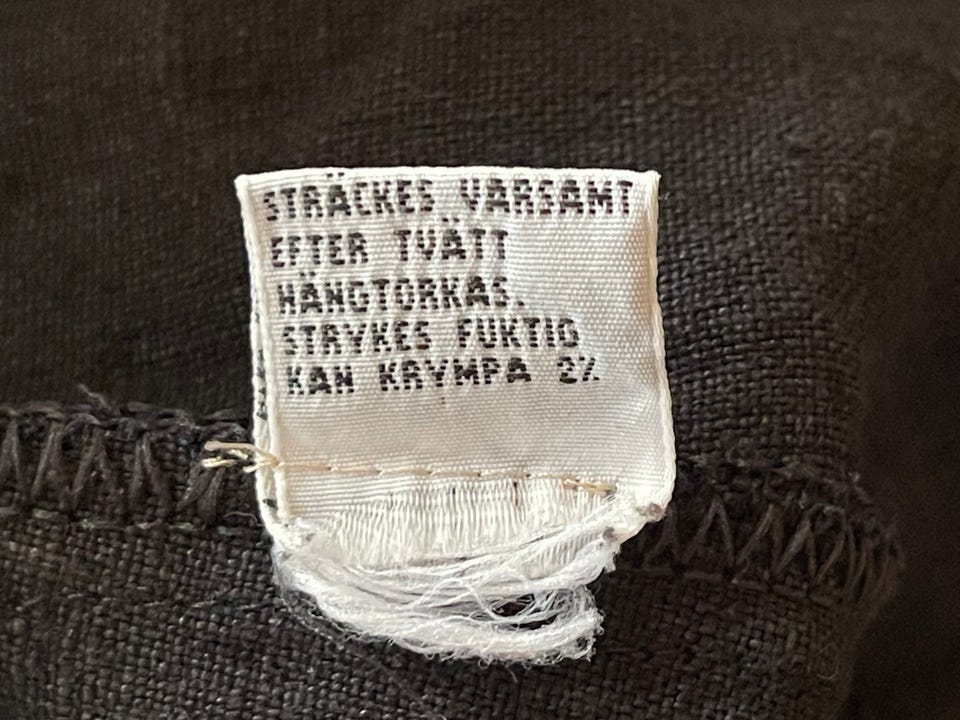 STRÄCKES VARSAMT
EFTER TVÄTT
HÄNGTORKAS.
STRYKES FUKTIG
KAN KRYMPA 2%